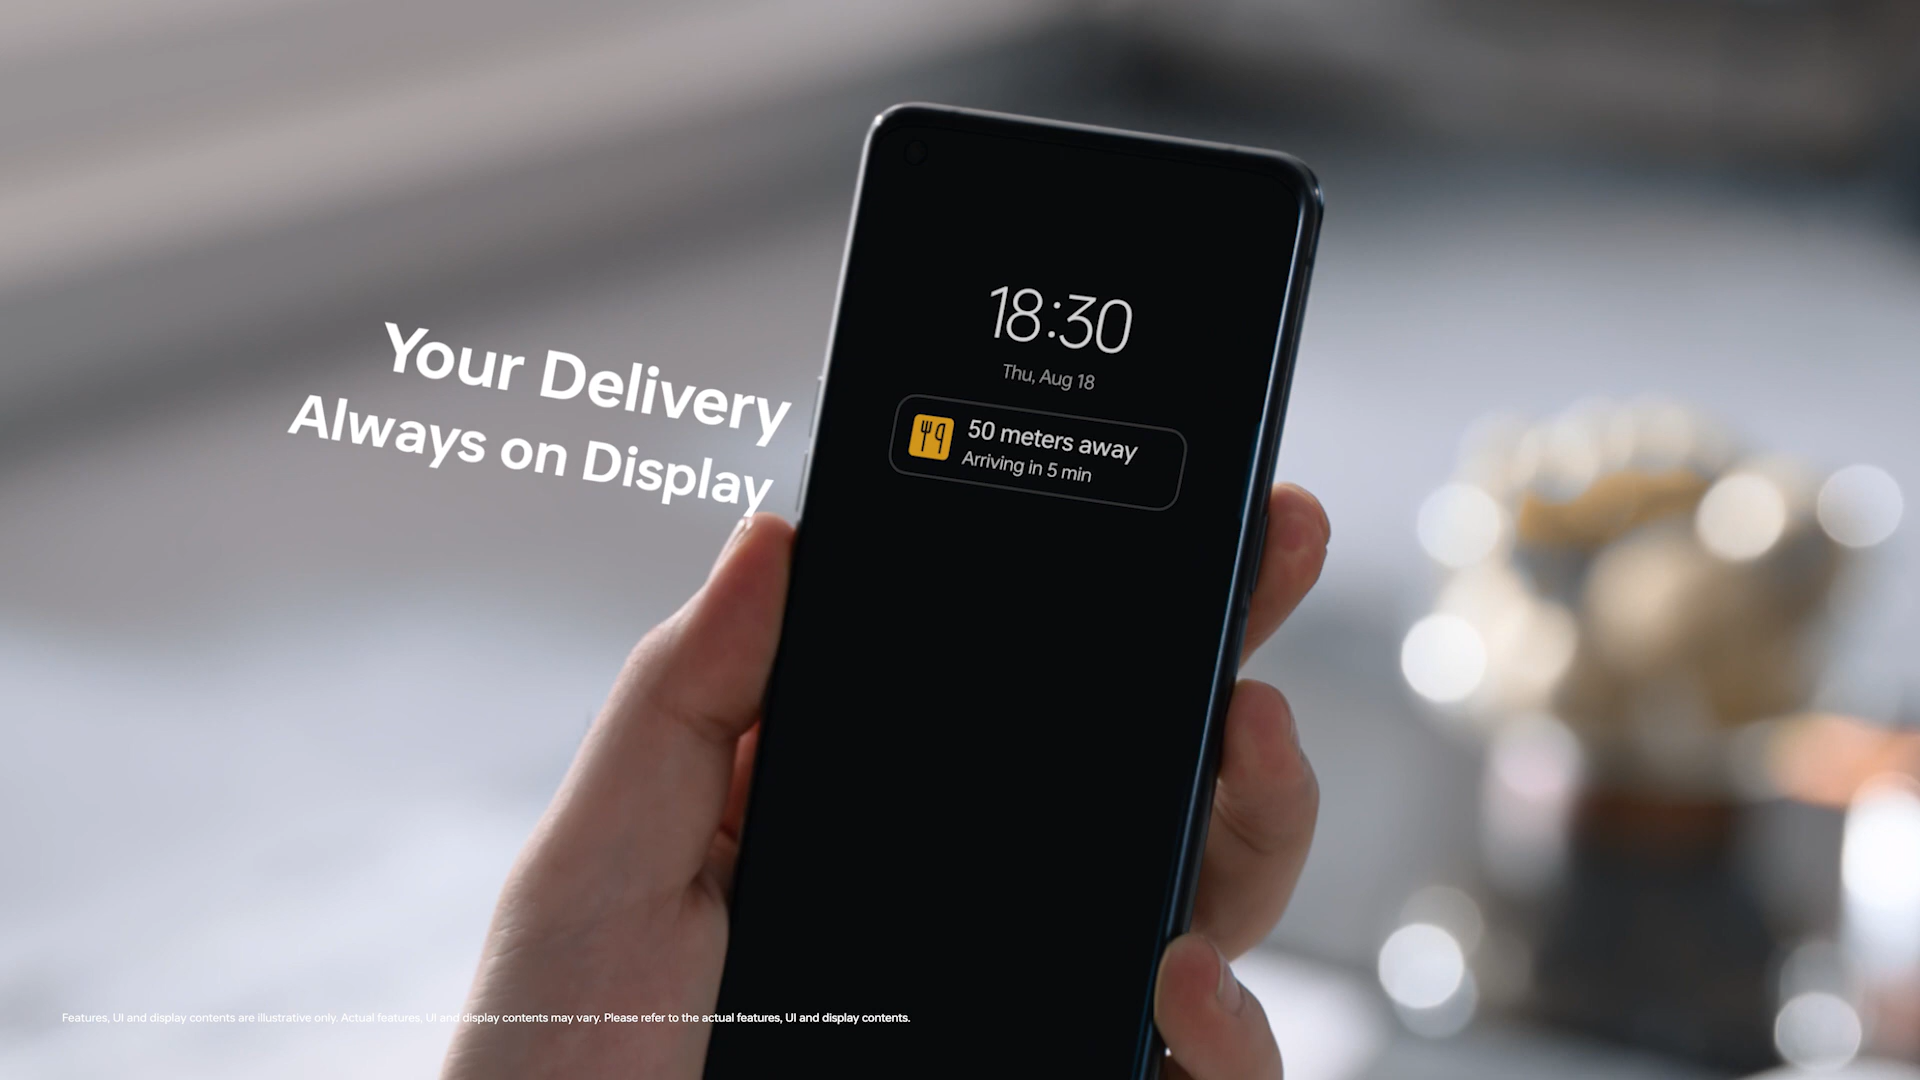 Your Delivery
Always on Display
18:30
Thu, Aug 18
50 meters away
Arriving in 5 min
Features, UI and display contents are illustrative only. Actual features, UI and display contents may vary. Please refer to the actual features, UI and display contents.